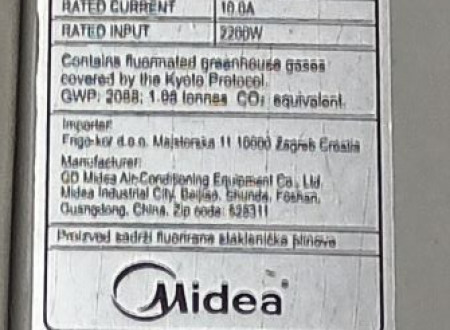 RATED CURRENT 10.0A
RATED INPUT 2200W
Contains fluorinated greenhouse gases
covered by the Kyoto Protocol.
GWP: 2088; 1.98 tonnes CO₂ equivalent.
Importer:
Frigo-kor d.o.o. Majstorska 11 10000 Zagreb Croatia
Manufacturer:
GD Midea Air-Conditioning Equipment Co., Ltd.
Midea Industrial City, Beijiao, Shunde, Foshan,
Guangdong, China, Zip code: 528311
Proizvod sadrži fluorirane stakleničke plinove
Midea